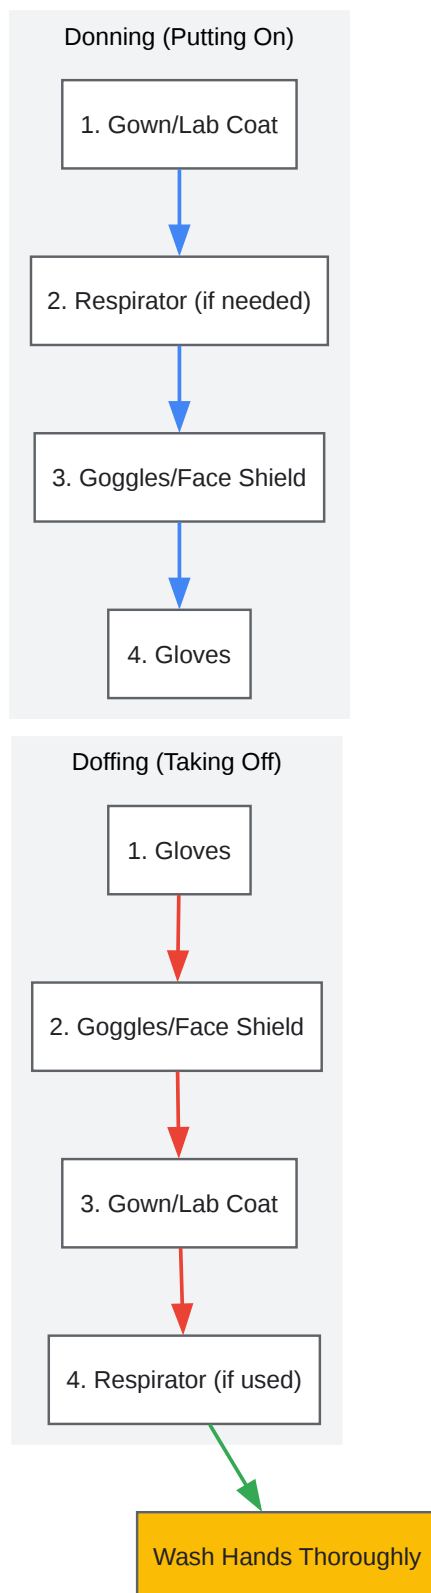 Donning (Putting On)
1. Gown/Lab Coat
2. Respirator (if needed)
3. Goggles/Face Shield
4. Gloves
Doffing (Taking Off)
1. Gloves
2. Goggles/Face Shield
3. Gown/Lab Coat
4. Respirator (if used)
Wash Hands Thoroughly